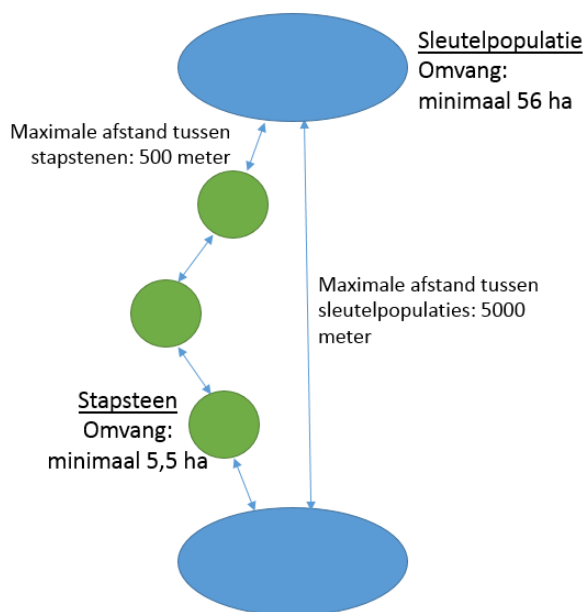 Sleutelpopulatie
Omvang:
minimaal 56 ha
Maximale afstand tussen
stapstenen: 500 meter
Maximale afstand tussen
sleutelpopulaties: 5000
meter
Stapsteen
Omvang:
minimaal 5,5 ha